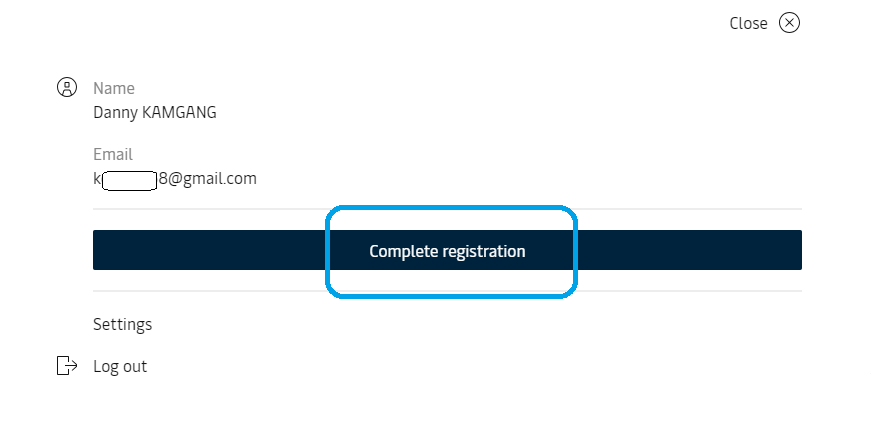 Close
Name
Danny KAMGANG
Email
k 8@gmail.com
Complete registration
Settings
Log out